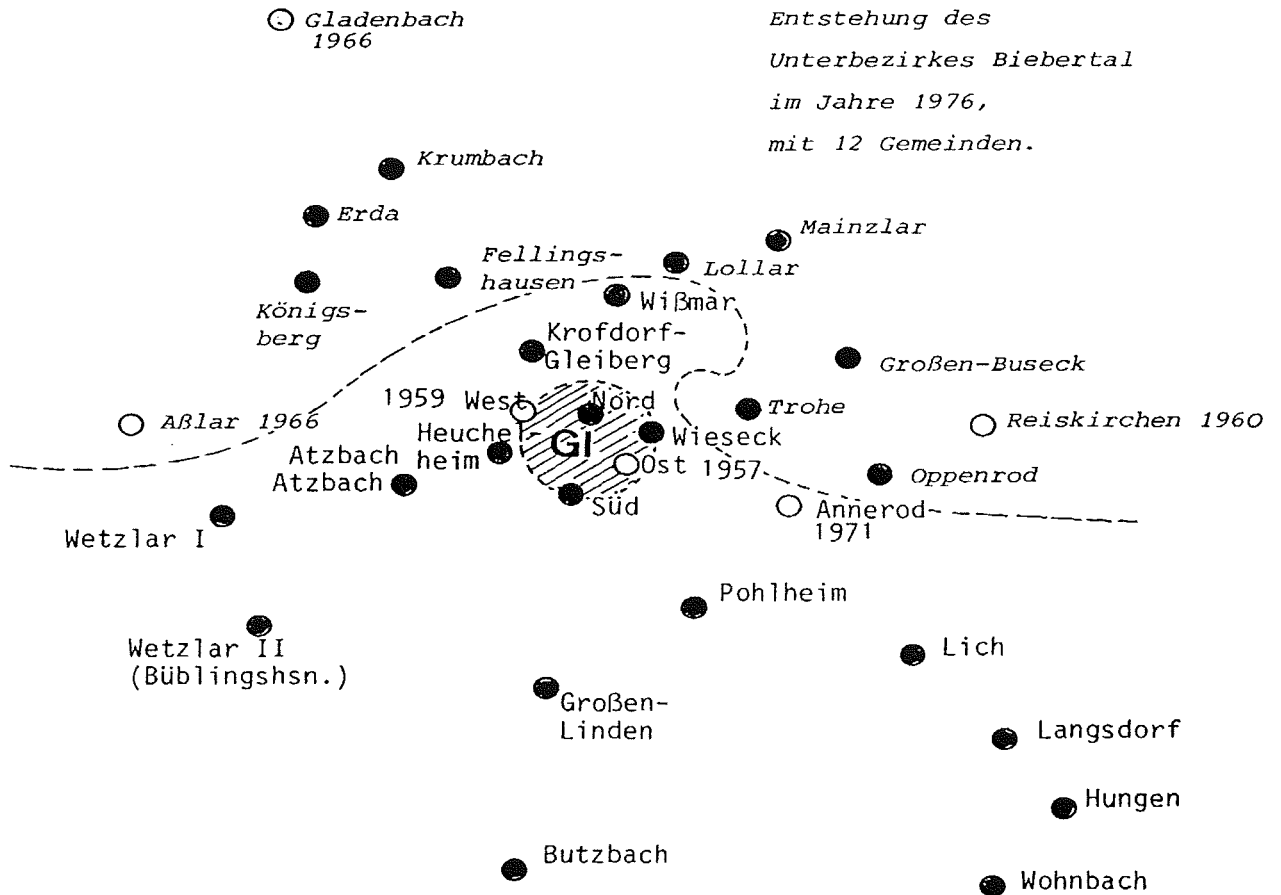 Gladenbach
1966
Entstehung des
Unterbezirkes Biebertal
im Jahre 1976,
mit 12 Gemeinden.
Krumbach
Erda
Mainzlar
Fellings-
hausen
Lollar
Königs-
berg
Wißmar
Krofdorf-
Gleiberg
Großen-Buseck
1959 West
Nord
Trohe
Aßlar 1966
Reiskirchen 1960
Heuchel-
heim
GI
Wieseck
Atzbach
Atzbach
Ost 1957
Oppenrod
Süd
Annerod
1971
Wetzlar I
Pohlheim
Wetzlar II
(Büblingshsn.)
Lich
Großen-
Linden
Langsdorf
Hungen
Butzbach
Wohnbach